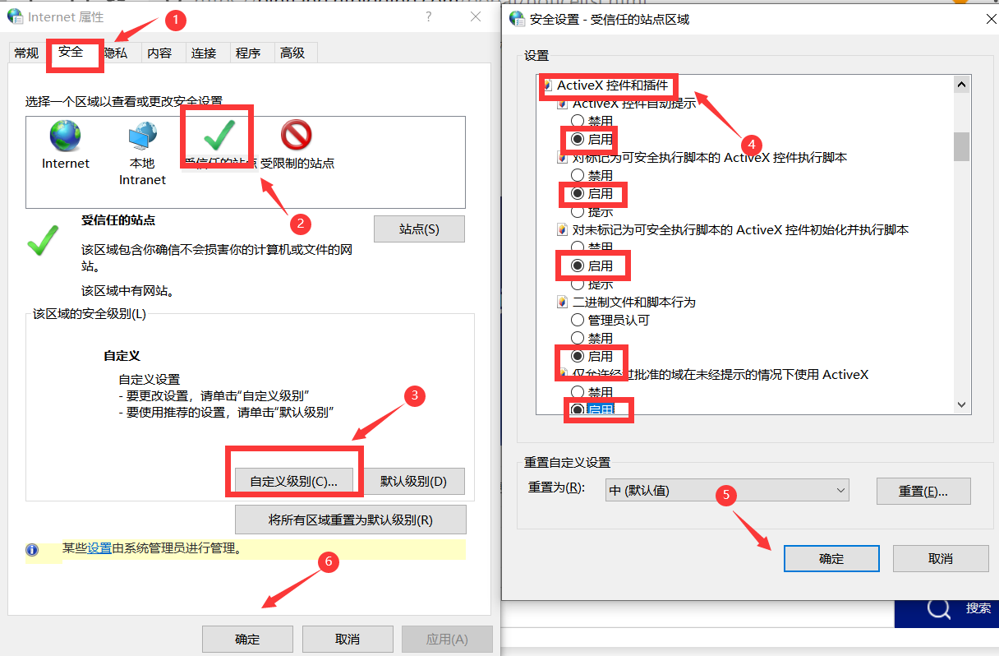 Internet 属性
?
1
常规 安全 隐私 内容 连接 程序 高级
选择一个区域以查看或更改安全设置
Internet
本地
Intranet
受信任的站点
受限制的站点
2
受信任的站点
站点(S)
该区域包含你确信不会损害你的计算机或文件的网
站。
该区域中有网站。
该区域的安全级别(L)
自定义
自定义设置
- 要更改设置，请单击“自定义级别”
- 要使用推荐的设置，请单击“默认级别”
3
自定义级别(C)... 默认级别(D)
将所有区域重置为默认级别(R)
某些设置由系统管理员进行管理。
6
确定 取消 应用(A)
安全设置 - 受信任的站点区域
设置
ActiveX 控件和插件
ActiveX 控件自动提示
禁用
启用
4
对标记为可安全执行脚本的 ActiveX 控件执行脚本
禁用
启用
提示
对未标记为可安全执行脚本的 ActiveX 控件初始化并执行脚本
禁用
启用
提示
二进制文件和脚本行为
管理员认可
禁用
启用
仅允许经过批准的域在未经提示的情况下使用 ActiveX
禁用
启用
重置自定义设置
重置为(R): 中 (默认值) 重置(E)...
5
确定 取消
搜索